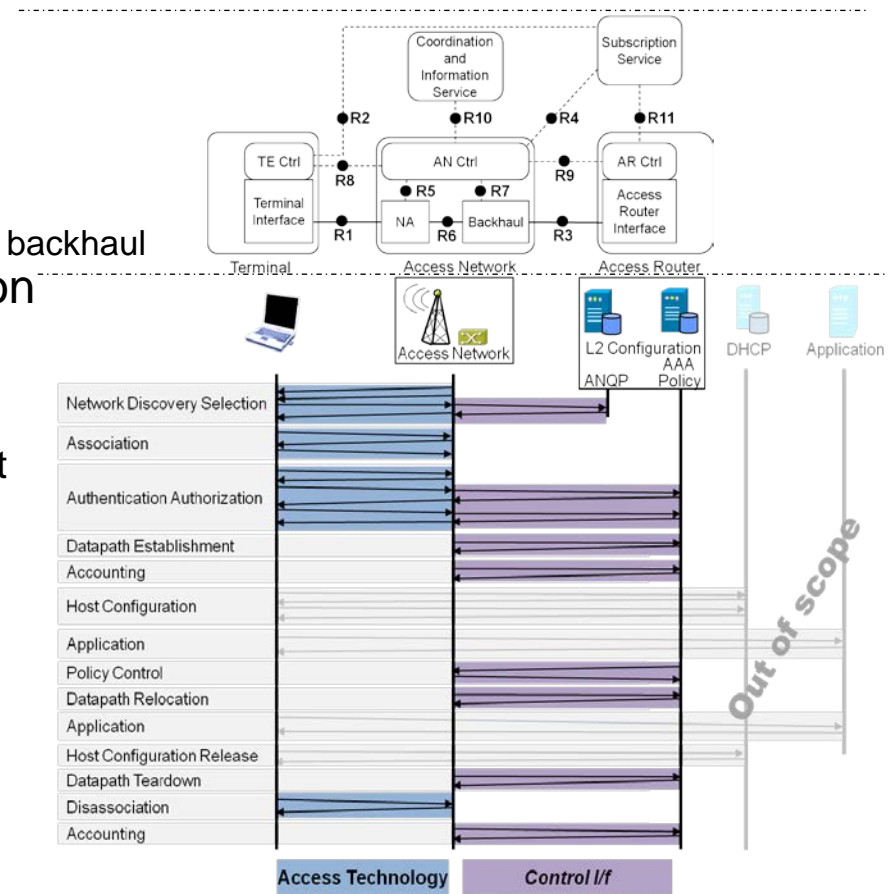 Coordination
and
Information
Service
Subscription
Service
R2
R10
R4
R11
TE Ctrl
R8
AN Ctrl
R9
AR Ctrl
R5
R7
Terminal
Interface
R1
NA
R6
Backhaul
R3
Access
Router
Interface
backhaul
Terminal
Access Network
Access Router
on
Access Network
L2 Configuration
AAA
ANQP
Policy
DHCP
Application
Network Discovery Selection
Association
t
Authentication Authorization
Datapath Establishment
Accounting
Host Configuration
Application
Policy Control
Datapath Relocation
Application
Host Configuration Release
Datapath Teardown
Disassociation
Accounting
Out of scope
Access Technology
Control I/f